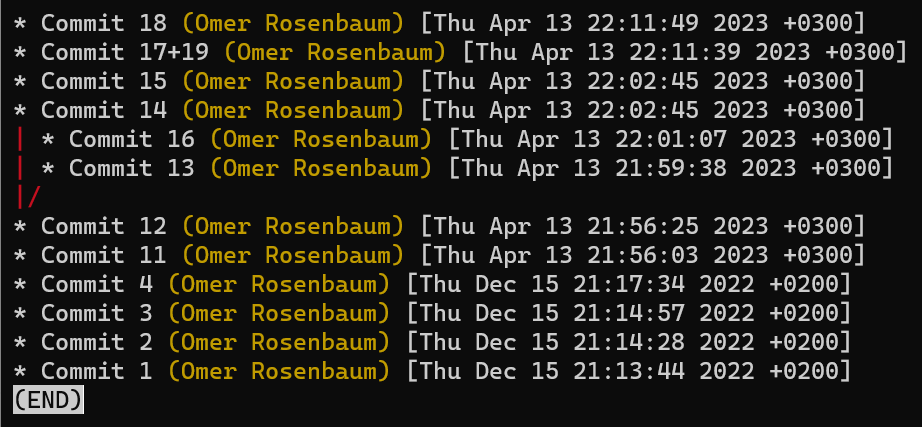 * Commit 18 (Omer Rosenbaum) [Thu Apr 13 22:11:49 2023 +0300]
* Commit 17+19 (Omer Rosenbaum) [Thu Apr 13 22:11:39 2023 +0300]
* Commit 15 (Omer Rosenbaum) [Thu Apr 13 22:02:45 2023 +0300]
* Commit 14 (Omer Rosenbaum) [Thu Apr 13 22:02:45 2023 +0300]
| * Commit 16 (Omer Rosenbaum) [Thu Apr 13 22:01:07 2023 +0300]
| * Commit 13 (Omer Rosenbaum) [Thu Apr 13 21:59:38 2023 +0300]
|/
* Commit 12 (Omer Rosenbaum) [Thu Apr 13 21:56:25 2023 +0300]
* Commit 11 (Omer Rosenbaum) [Thu Apr 13 21:56:03 2023 +0300]
* Commit 4 (Omer Rosenbaum) [Thu Dec 15 21:17:34 2022 +0200]
* Commit 3 (Omer Rosenbaum) [Thu Dec 15 21:14:57 2022 +0200]
* Commit 2 (Omer Rosenbaum) [Thu Dec 15 21:14:28 2022 +0200]
* Commit 1 (Omer Rosenbaum) [Thu Dec 15 21:13:44 2022 +0200]
(END)